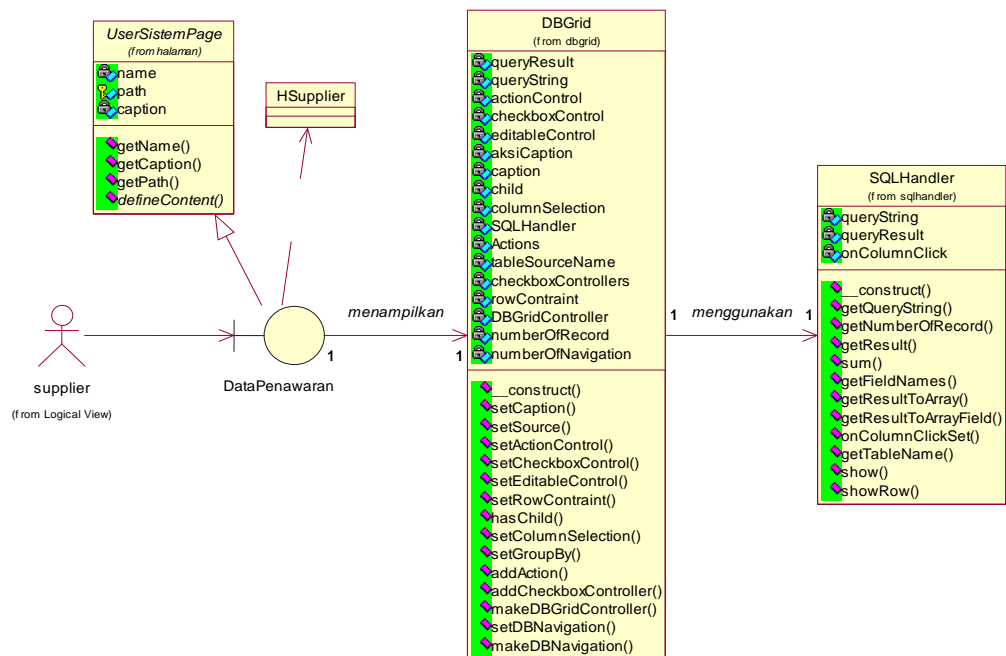 UserSistemPage
(from halaman)
name
path
caption
getName()
getCaption()
getPath()
defineContent()
HSupplier
supplier
(from Logical View)
DataPenawaran
1
menampilkan
1
DBGrid
(from dbgrid)
queryResult
queryString
actionControl
checkboxControl
editableControl
aksiCaption
caption
child
columnSelection
SQLHandler
Actions
tableSourceName
checkboxControllers
rowContraint
DBGridController
numberOfRecord
numberOfNavigation
__construct()
setCaption()
setSource()
setActionControl()
setCheckboxControl()
setEditableControl()
setRowContraint()
hasChild()
setColumnSelection()
setGroupBy()
addAction()
addCheckboxController()
makeDBGridController()
setDBNavigation()
makeDBNavigation()
1
menggunakan
1
SQLHandler
(from sqlhandler)
queryString
queryResult
onColumnClick
__construct()
getQueryString()
getNumberOfRecord()
getResult()
sum()
getFieldNames()
getResultToArray()
getResultToArrayField()
onColumnClickSet()
getTableName()
show()
showRow()